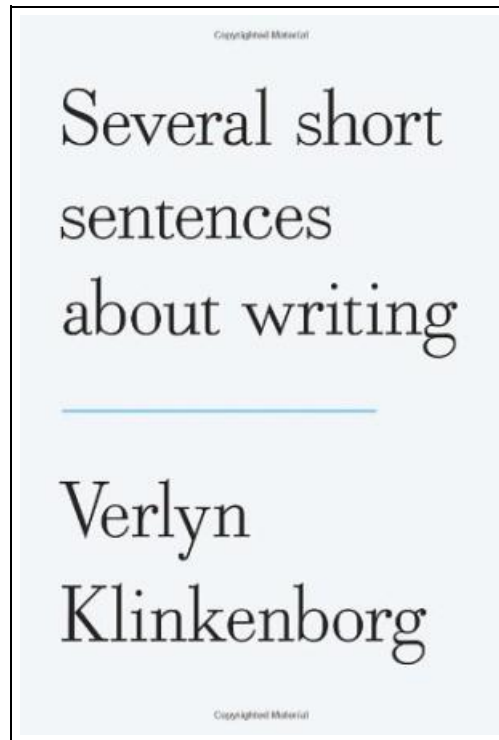 Copyrighted Material
Several short
sentences
about writing
Verlyn
Klinkenborg
Copyrighted Material